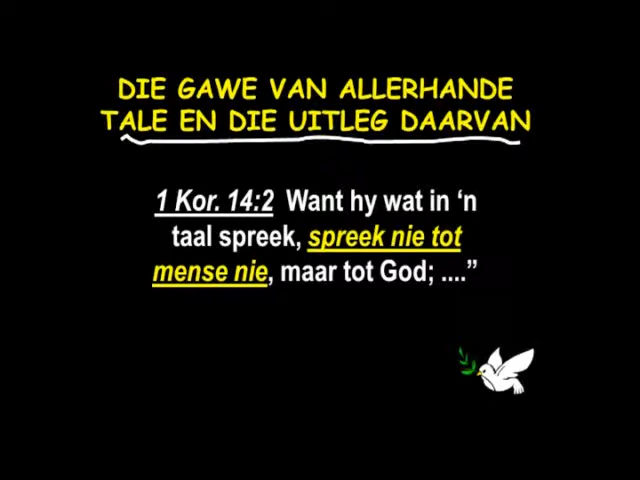 DIE GAWE VAN ALLERHANDE
TALE EN DIE UITLEG DAARVAN
1 Kor. 14:2 Want hy wat in ‘n
taal spreek, spreek nie tot
mense nie, maar tot God; ....”